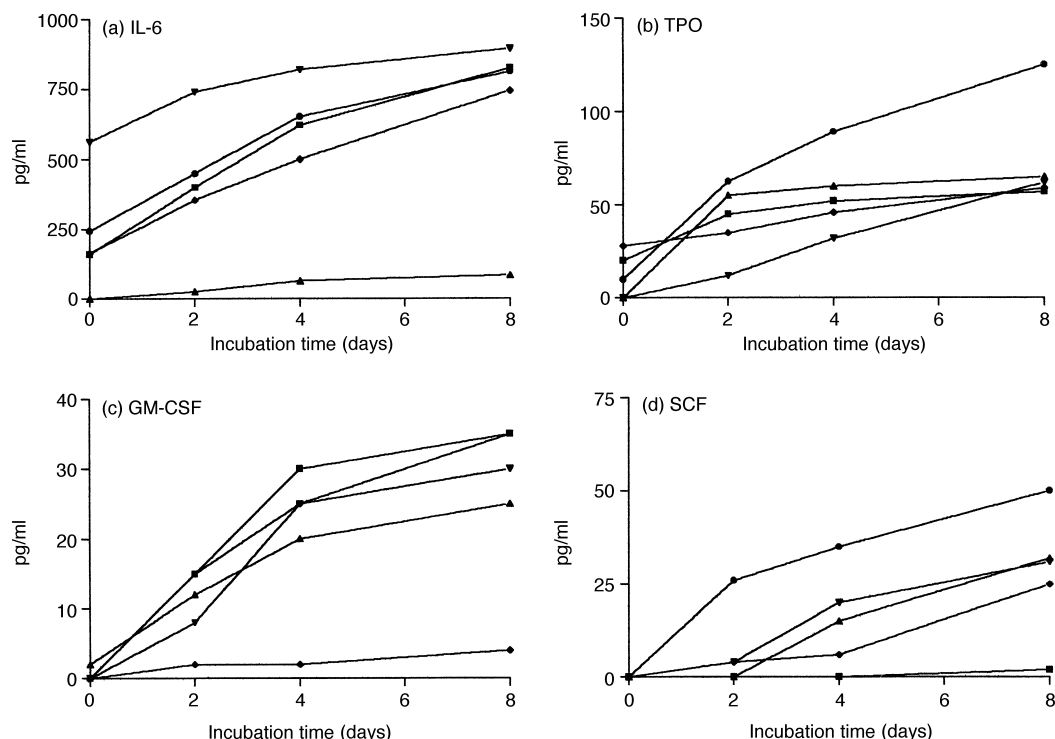 (a) IL-6
1000
750
500
250
0
pg/ml
0 2 4 6 8
Incubation time (days)
(b) TPO
150
100
50
0
pg/ml
0 2 4 6 8
Incubation time (days)
(c) GM-CSF
40
30
20
10
0
pg/ml
0 2 4 6 8
Incubation time (days)
(d) SCF
75
50
25
0
pg/ml
0 2 4 6 8
Incubation time (days)